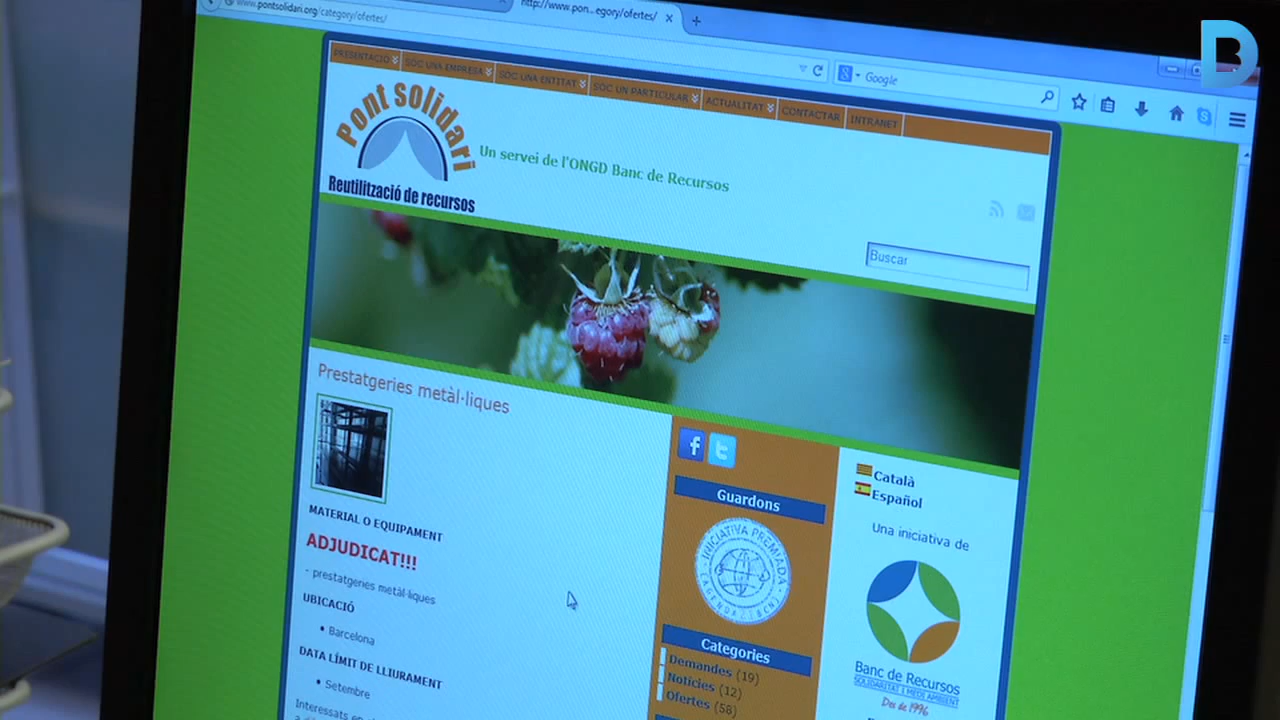 http://www.pon...egory/ofertes/
www.pontsolidari.org/category/ofertes/
Google
PRESENTACIÓ
SOC UNA EMPRESA
SOC UNA ENTITAT
SOC UN PARTICULAR
ACTUALITAT
CONTACTAR
INTRANET
Pont solidari
Reutilització de recursos
Un servei de l'ONGD Banc de Recursos
Buscar
Prestatgeries metàl·liques
MATERIAL O EQUIPAMENT
ADJUDICAT!!!
- prestatgeries metàl·liques
UBICACIÓ
• Barcelona
DATA LÍMIT DE LLIURAMENT
• Setembre
Interessats
Guardons
INICIATIVA PREMIADA
Categories
Demandes (19)
Notícies (12)
Ofertes (58)
Català
Español
Una iniciativa de
Banc de Recursos
SOLIDARITAT I MEDI AMBIENT
Des de 1996